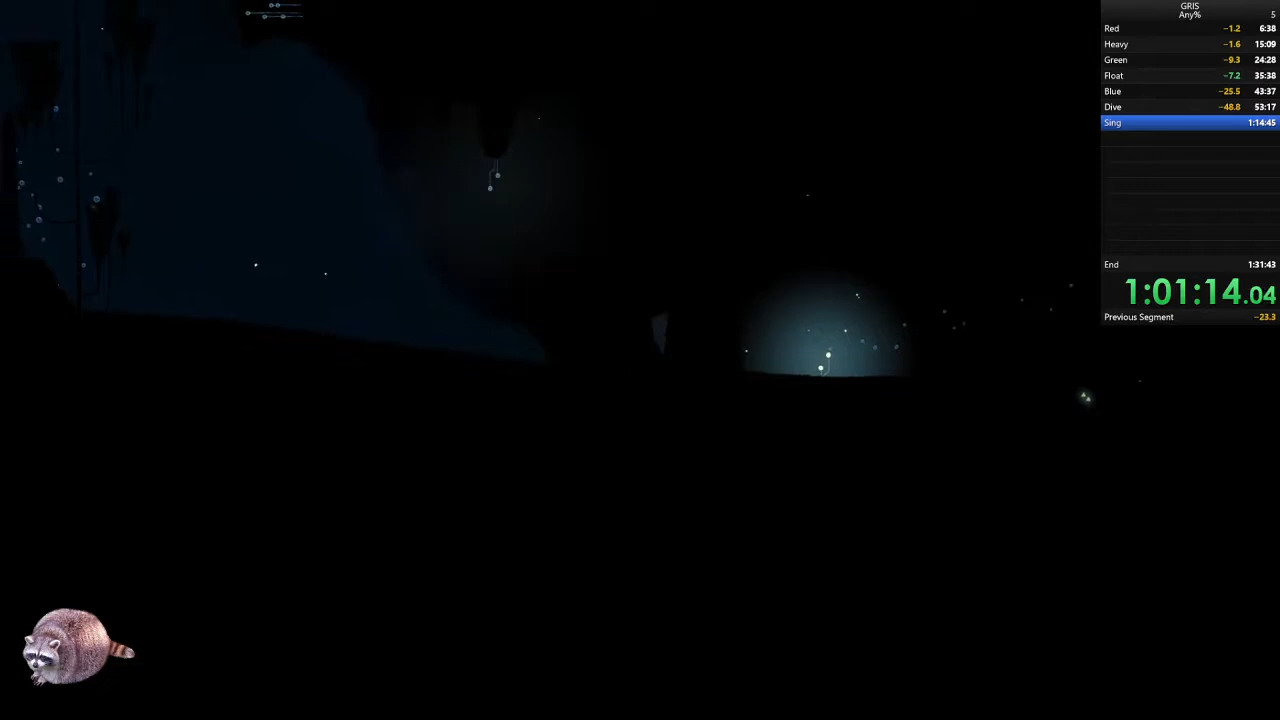 GRIS
Any% 5
Red −1.2 6:38
Heavy −1.6 15:09
Green −9.3 24:28
Float −7.2 35:38
Blue −25.5 43:37
Dive −48.8 53:17
Sing 1:14:45
End 1:31:43
1:01:14.04
Previous Segment −23.3